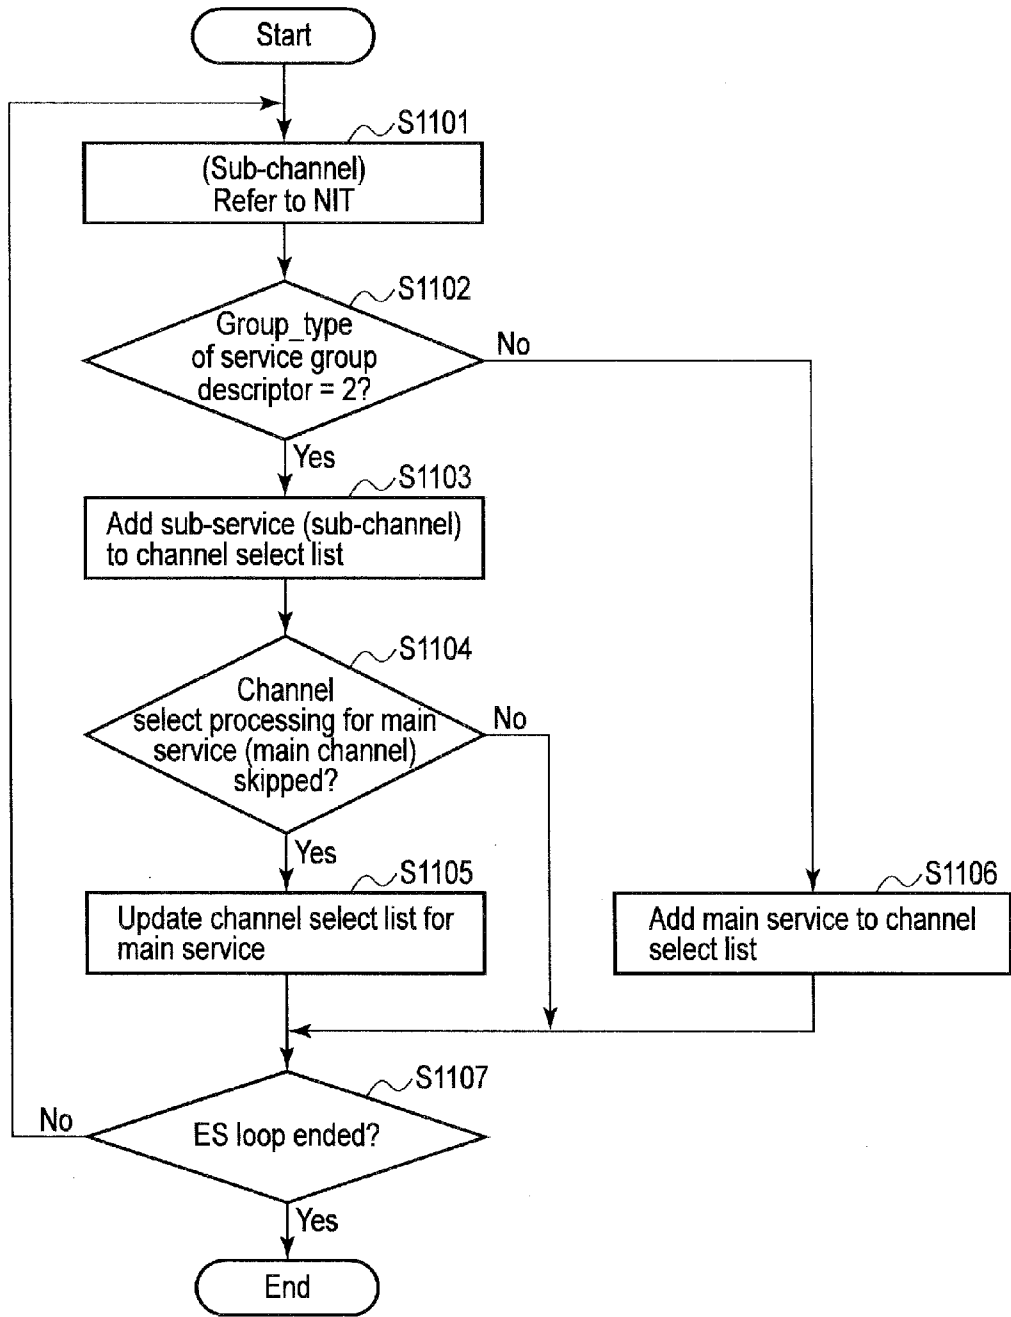 Start
S1101
(Sub-channel)
Refer to NIT
S1102
Group_type
of service group
descriptor = 2?
No
Yes
S1103
Add sub-service (sub-channel)
to channel select list
S1104
Channel
select processing for main
service (main channel)
skipped?
No
Yes
S1105
Update channel select list for
main service
S1106
Add main service to channel
select list
S1107
ES loop ended?
No
Yes
End